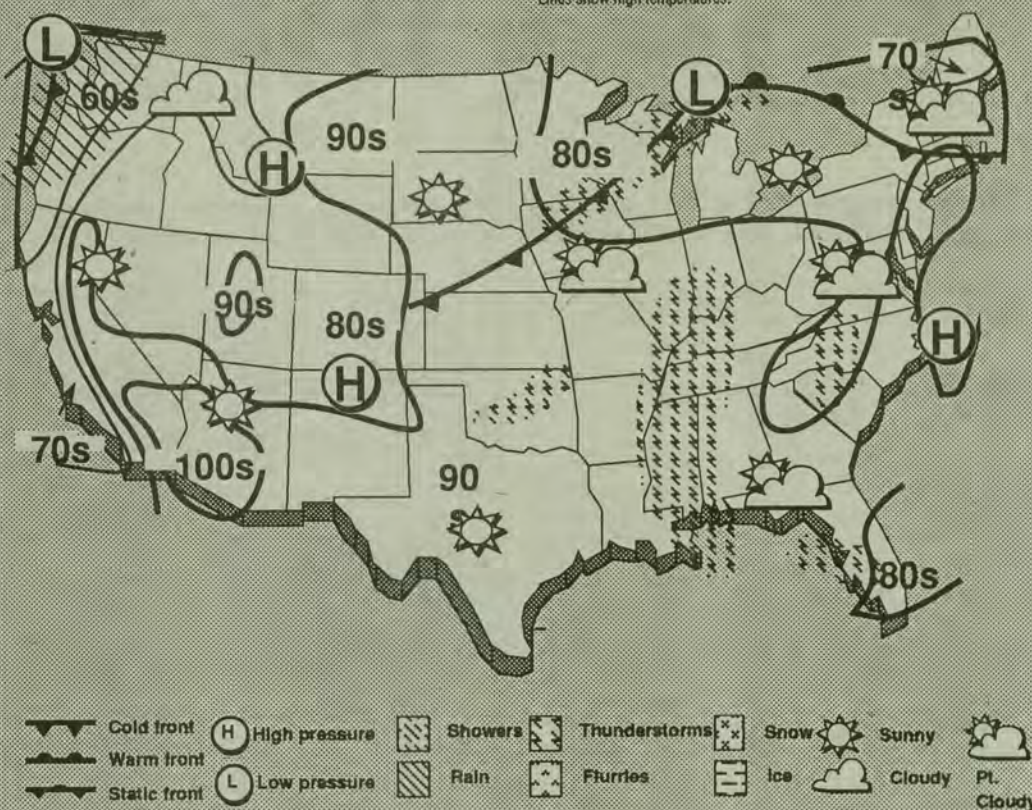 Lines show high temperatures.
L
70
s
60s
L
90s
80s
H
90s
80s
H
H
70s
100s
90
s
80s
Cold front
H High pressure
Showers
Thunderstorms
Snow
Sunny
Warm front
Static front
L Low pressure
Rain
Flurries
Ice
Cloudy
Pt.